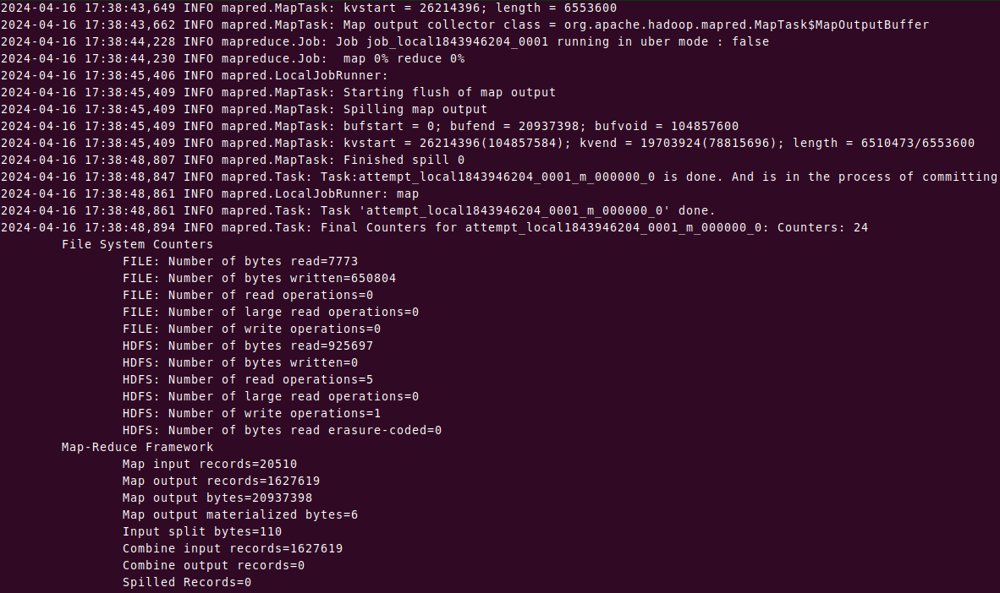 2024-04-16 17:38:43,649 INFO mapred.MapTask: kvstart = 26214396; length = 6553600
2024-04-16 17:38:43,662 INFO mapred.MapTask: Map output collector class = org.apache.hadoop.mapred.MapTask$MapOutputBuffer
2024-04-16 17:38:44,228 INFO mapreduce.Job: Job job_local1843946204_0001 running in uber mode : false
2024-04-16 17:38:44,230 INFO mapreduce.Job:  map 0% reduce 0%
2024-04-16 17:38:45,406 INFO mapred.LocalJobRunner:
2024-04-16 17:38:45,409 INFO mapred.MapTask: Starting flush of map output
2024-04-16 17:38:45,409 INFO mapred.MapTask: Spilling map output
2024-04-16 17:38:45,409 INFO mapred.MapTask: bufstart = 0; bufend = 20937398; bufvoid = 104857600
2024-04-16 17:38:45,409 INFO mapred.MapTask: kvstart = 26214396(104857584); kvend = 19703924(78815696); length = 6510473/6553600
2024-04-16 17:38:48,807 INFO mapred.MapTask: Finished spill 0
2024-04-16 17:38:48,847 INFO mapred.Task: Task:attempt_local1843946204_0001_m_000000_0 is done. And is in the process of committing
2024-04-16 17:38:48,861 INFO mapred.LocalJobRunner: map
2024-04-16 17:38:48,861 INFO mapred.Task: Task 'attempt_local1843946204_0001_m_000000_0' done.
2024-04-16 17:38:48,894 INFO mapred.Task: Final Counters for attempt_local1843946204_0001_m_000000_0: Counters: 24
File System Counters
FILE: Number of bytes read=7773
FILE: Number of bytes written=650804
FILE: Number of read operations=0
FILE: Number of large read operations=0
FILE: Number of write operations=0
HDFS: Number of bytes read=925697
HDFS: Number of bytes written=0
HDFS: Number of read operations=5
HDFS: Number of large read operations=0
HDFS: Number of write operations=1
HDFS: Number of bytes read erasure-coded=0
Map-Reduce Framework
Map input records=20510
Map output records=1627619
Map output bytes=20937398
Map output materialized bytes=6
Input split bytes=110
Combine input records=1627619
Combine output records=0
Spilled Records=0